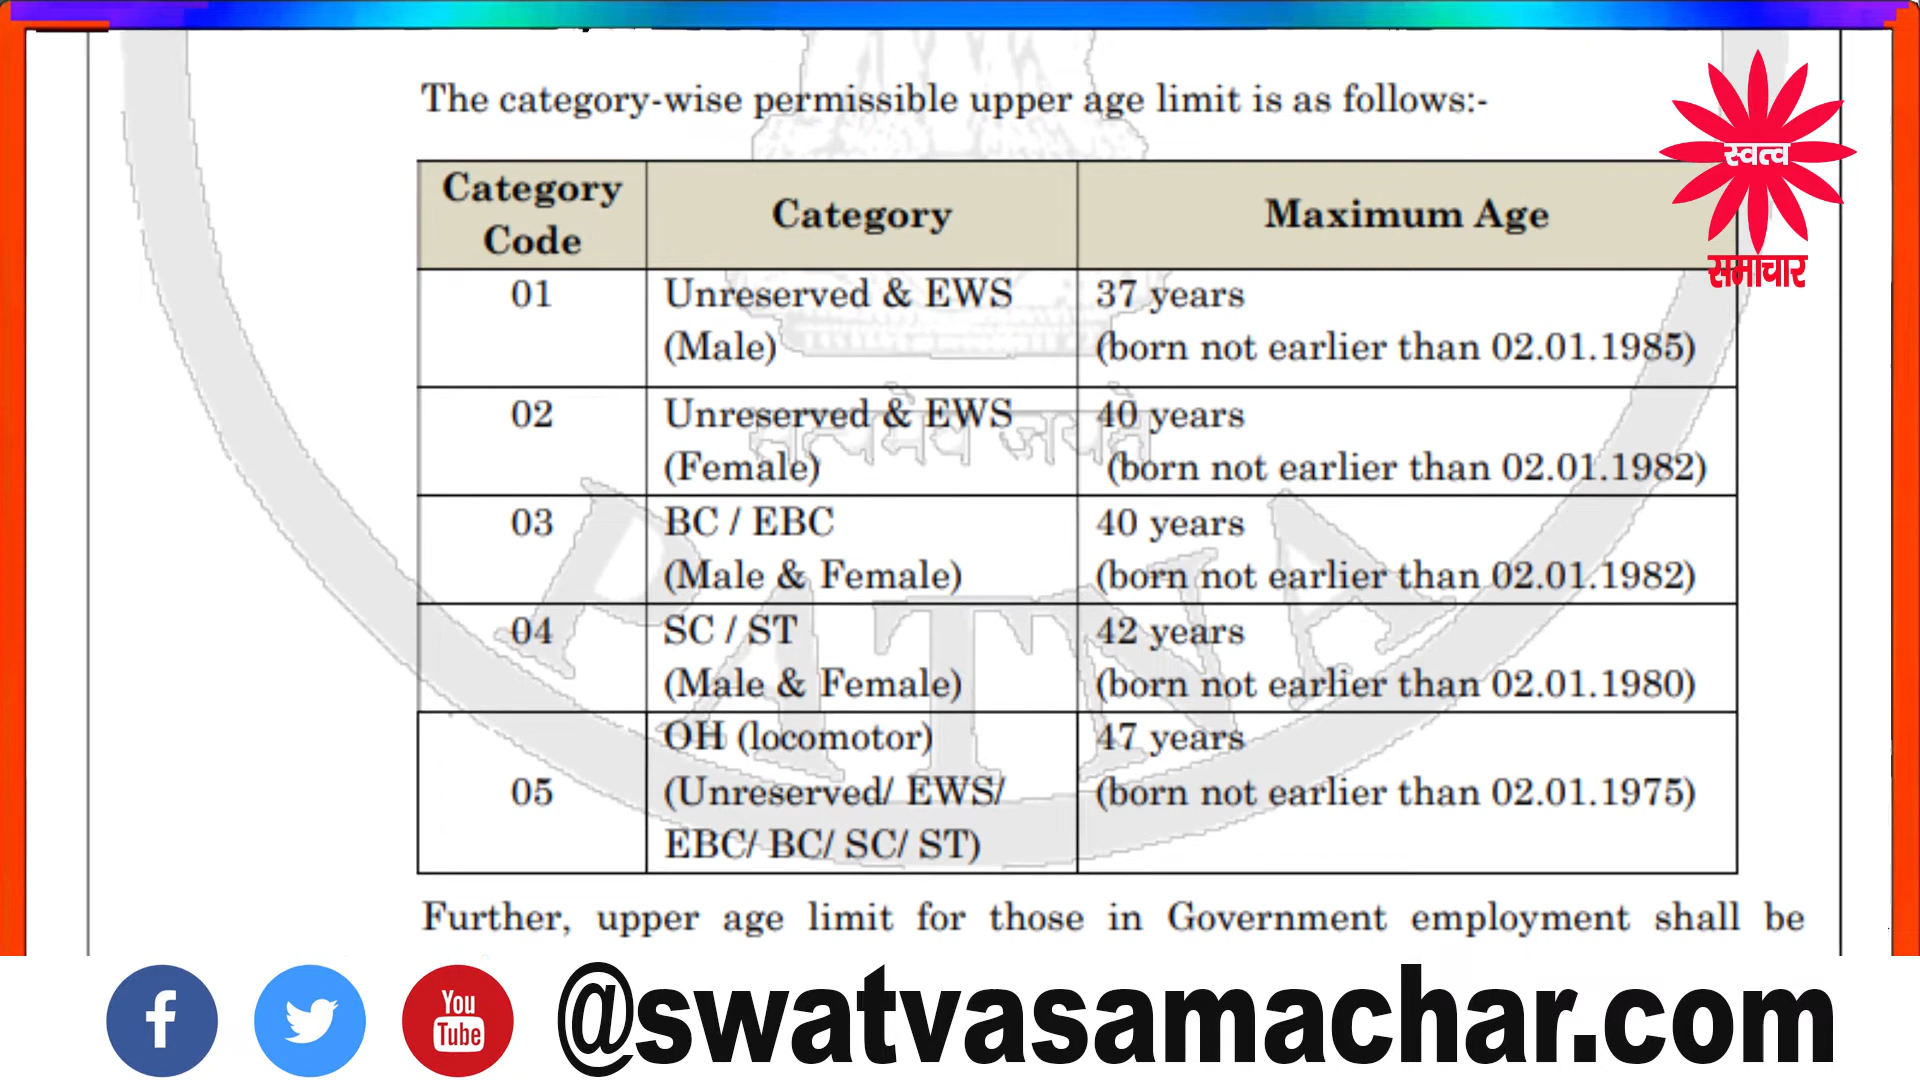 The category-wise permissible upper age limit is as follows:-
स्वत्व
समाचार
Category Code
Category
Maximum Age
01
Unreserved & EWS
(Male)
37 years
(born not earlier than 02.01.1985)
02
Unreserved & EWS
(Female)
40 years
(born not earlier than 02.01.1982)
03
BC / EBC
(Male & Female)
40 years
(born not earlier than 02.01.1982)
04
SC / ST
(Male & Female)
42 years
(born not earlier than 02.01.1980)
05
OH (locomotor)
(Unreserved/ EWS/
EBC/ BC/ SC/ ST)
47 years
(born not earlier than 02.01.1975)
सत्यमेव जयते
PATNA
Further, upper age limit for those in Government employment shall be
f
You
Tube
@swatvasamachar.com